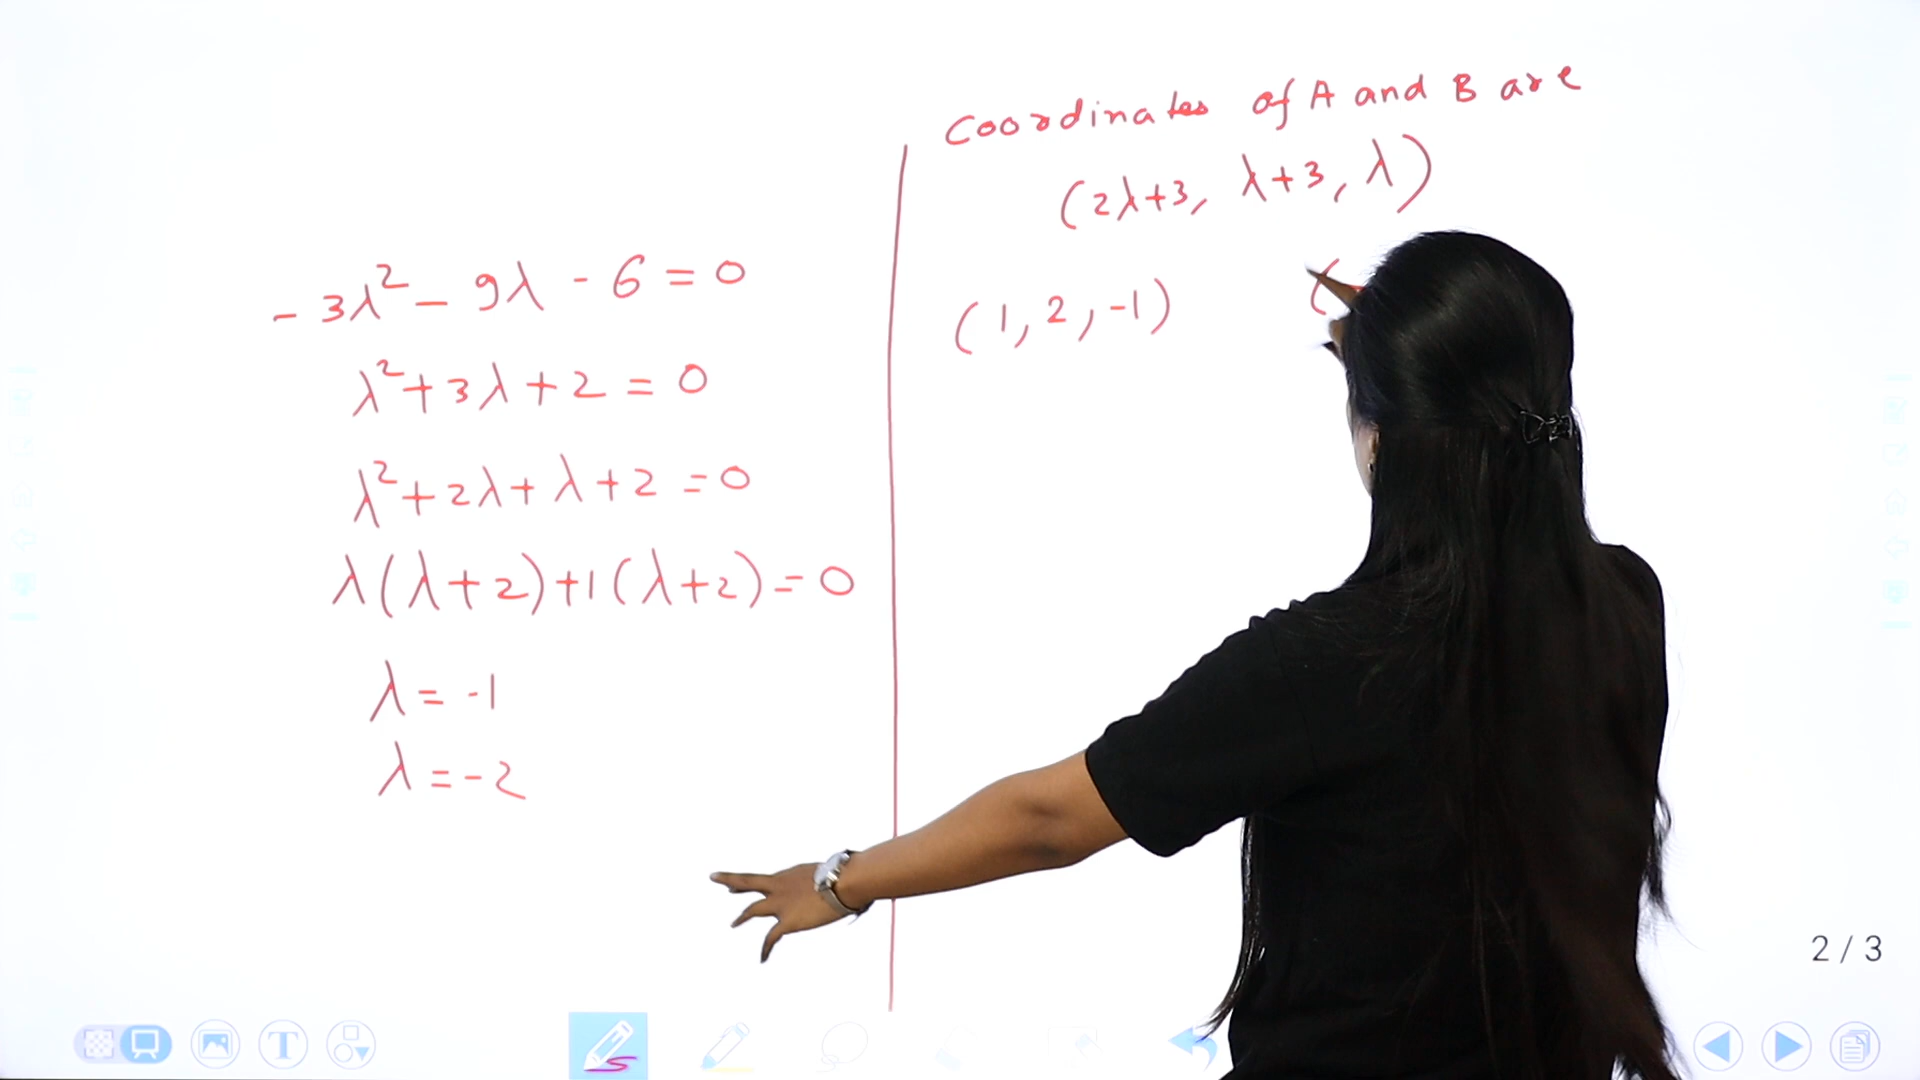 -3λ² - 9λ - 6 = 0
λ² + 3λ + 2 = 0
λ² + 2λ + λ + 2 = 0
λ(λ+2)+1(λ+2) = 0
λ = -1
λ = -2
Coordinates of A and B are
(2λ+3, λ+3, λ)
(1, 2, -1) (
2 / 3
T